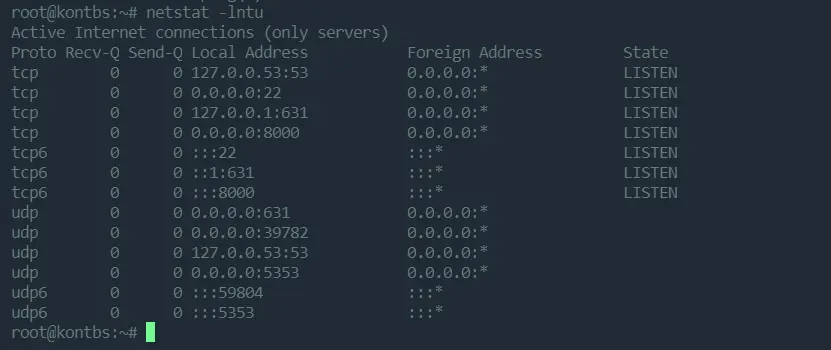 root@kontbs:~# netstat -lntu
Active Internet connections (only servers)
Proto Recv-Q Send-Q Local Address           Foreign Address         State
tcp        0      0 127.0.0.53:53           0.0.0.0:*               LISTEN
tcp        0      0 0.0.0.0:22              0.0.0.0:*               LISTEN
tcp        0      0 127.0.0.1:631           0.0.0.0:*               LISTEN
tcp        0      0 0.0.0.0:8000            0.0.0.0:*               LISTEN
tcp6       0      0 :::22                   :::*                    LISTEN
tcp6       0      0 ::1:631                 :::*                    LISTEN
tcp6       0      0 :::8000                 :::*                    LISTEN
udp        0      0 0.0.0.0:631             0.0.0.0:*
udp        0      0 0.0.0.0:39782           0.0.0.0:*
udp        0      0 127.0.0.53:53           0.0.0.0:*
udp        0      0 0.0.0.0:5353            0.0.0.0:*
udp6       0      0 :::59804                :::*
udp6       0      0 :::5353                 :::*
root@kontbs:~#